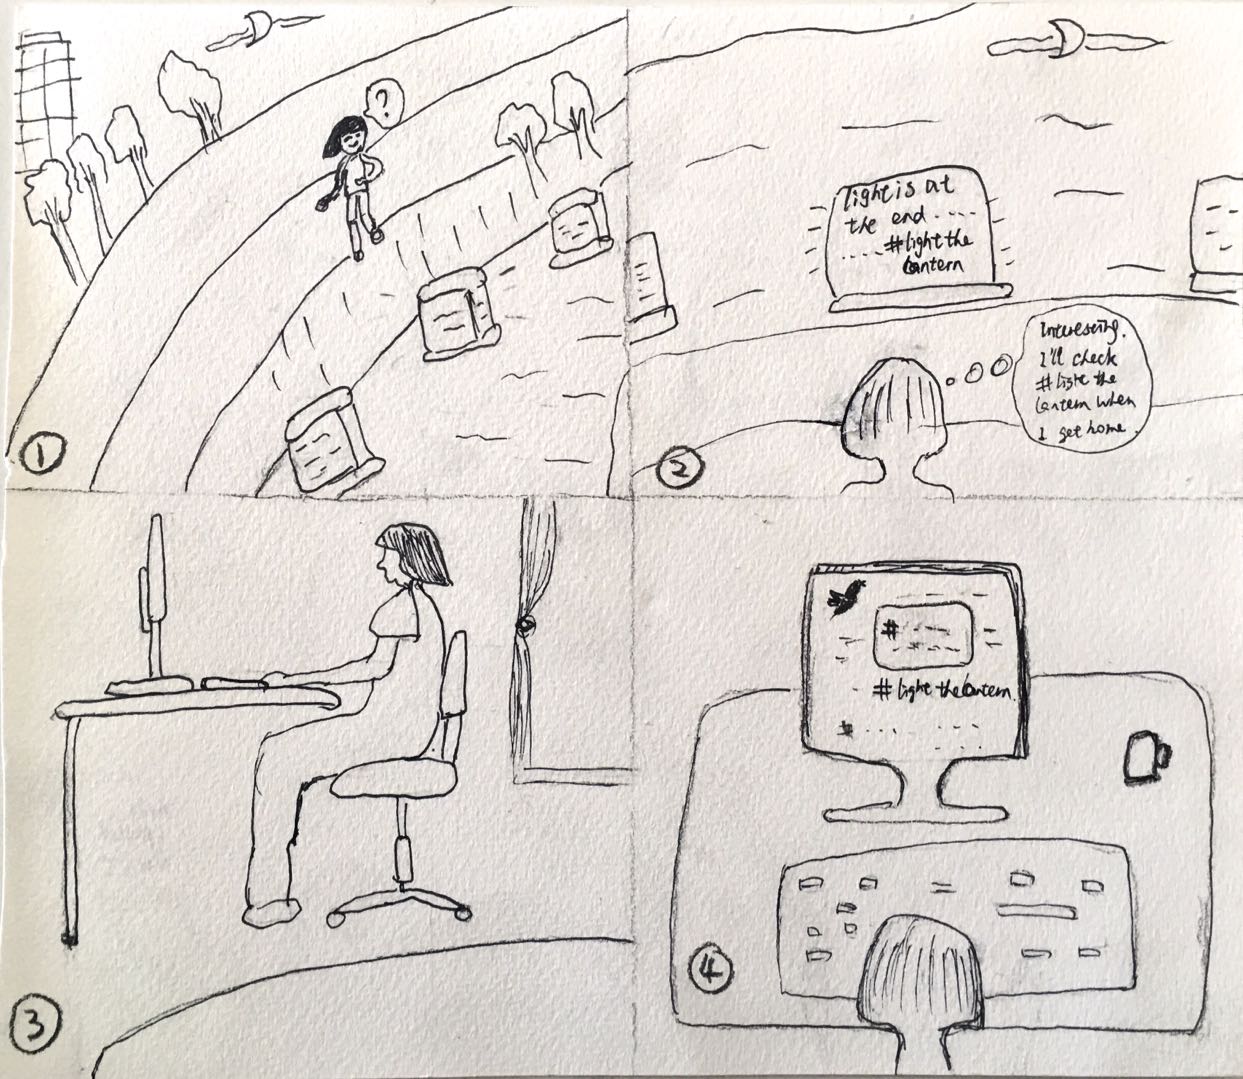 ?
1
light is at
the end ....
..... #light the
lantern
Interesting.
I'll check
#light the
lantern when
I get home.
2
3
#
#light the lantern.
4